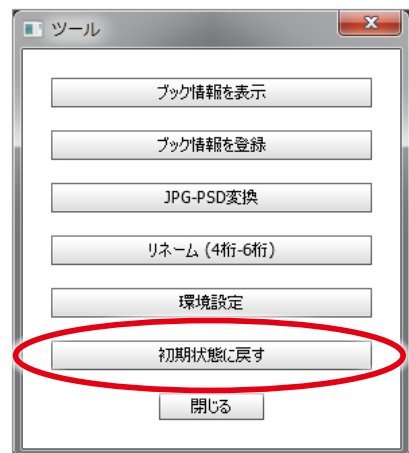 ツール
ブック情報を表示
ブック情報を登録
JPG-PSD変換
リネーム (4桁-6桁)
環境設定
初期状態に戻す
閉じる